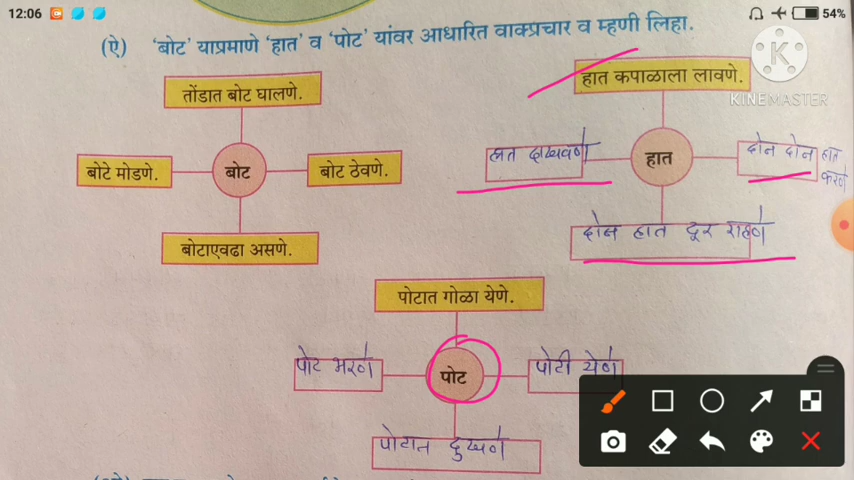 12:06
54%
(ऐ) 'बोट' याप्रमाणे 'हात' व 'पोट' यांवर आधारित वाक्प्रचार व म्हणी लिहा.
KINEMASTER
तोंडात बोट घालणे.
बोटे मोडणे.
बोट
बोट ठेवणे.
बोटाएवढा असणे.
हात कपाळाला लावणे.
हात दाखवणे
हात
दोन दोन हात
करणे
दोन हात दूर राहणे
पोटात गोळा येणे.
पोट भरणे
पोट
पोटी येणे
पोटात दुखणे